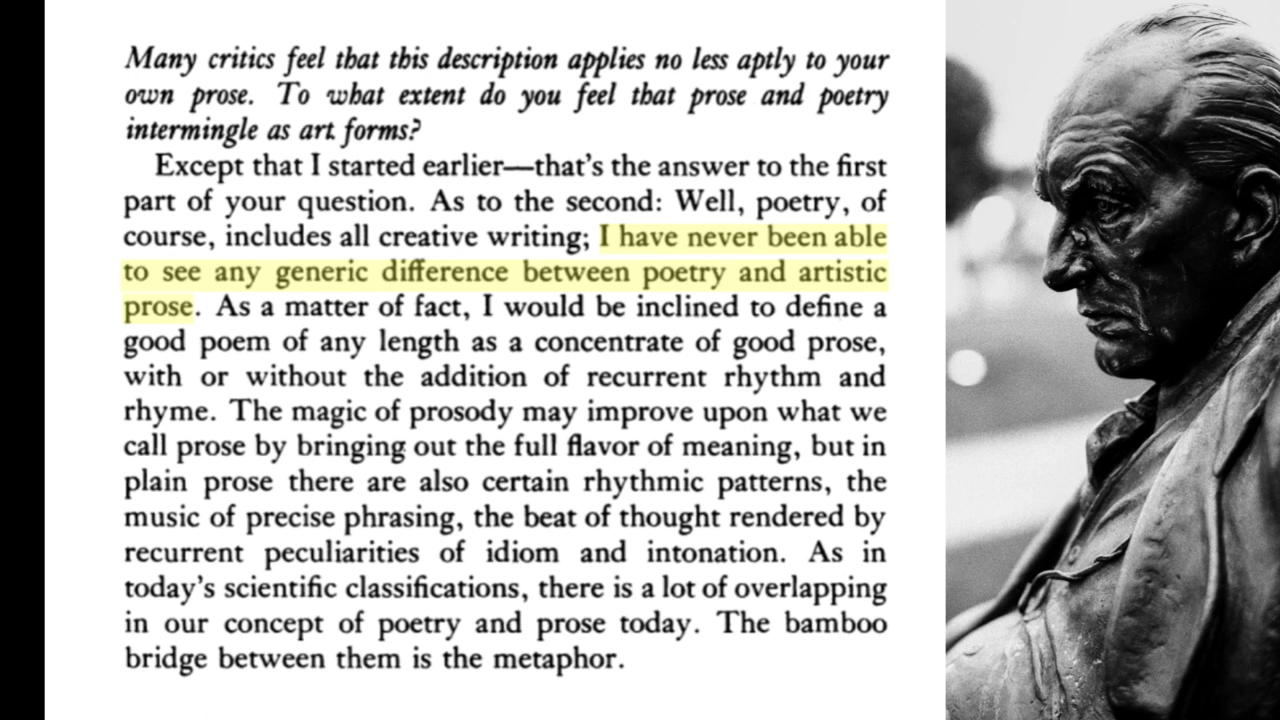 Many critics feel that this description applies no less aptly to your
own prose. To what extent do you feel that prose and poetry
intermingle as art forms?
Except that I started earlier—that's the answer to the first
part of your question. As to the second: Well, poetry, of
course, includes all creative writing; I have never been able
to see any generic difference between poetry and artistic
prose. As a matter of fact, I would be inclined to define a
good poem of any length as a concentrate of good prose,
with or without the addition of recurrent rhythm and
rhyme. The magic of prosody may improve upon what we
call prose by bringing out the full flavor of meaning, but in
plain prose there are also certain rhythmic patterns, the
music of precise phrasing, the beat of thought rendered by
recurrent peculiarities of idiom and intonation. As in
today's scientific classifications, there is a lot of overlapping
in our concept of poetry and prose today. The bamboo
bridge between them is the metaphor.